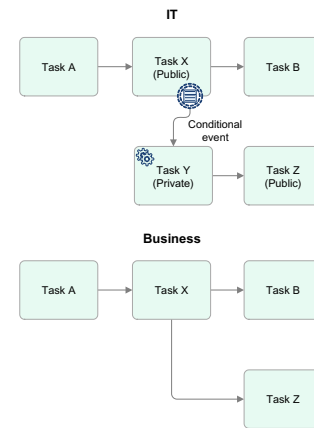 IT
Task A
Task X
(Public)
Task B
Conditional
event
Task Y
(Private)
Task Z
(Public)
Business
Task A
Task X
Task B
Task Z